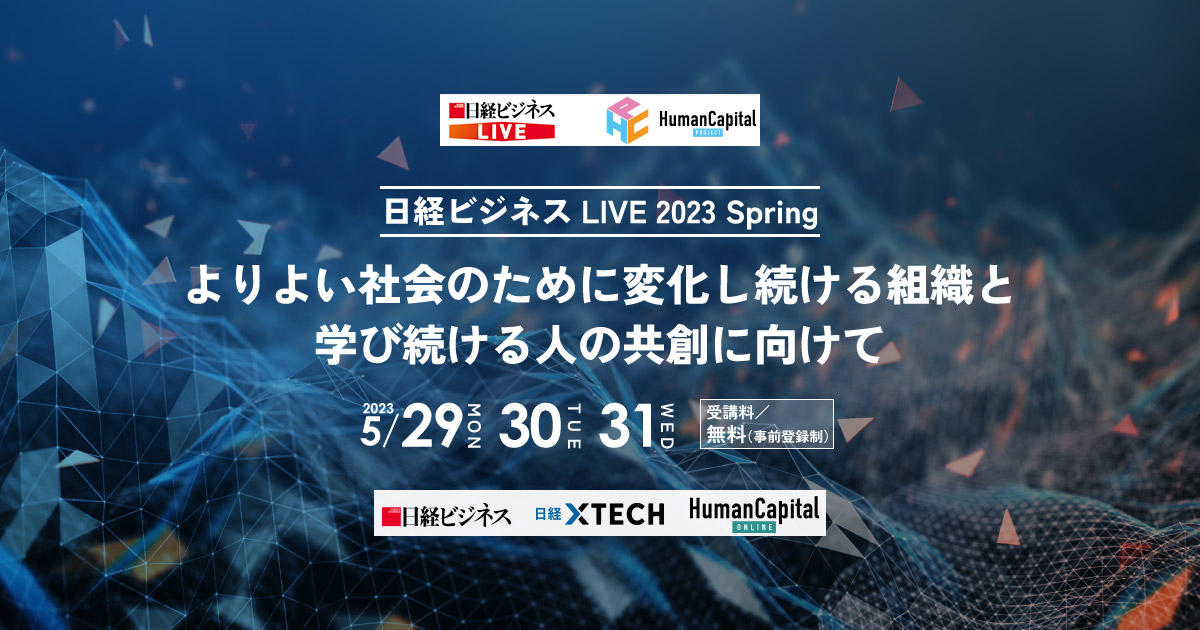 日経ビジネス
LIVE
HPC
HumanCapital
PROJECT
日経ビジネス LIVE 2023 Spring
よりよい社会のために変化し続ける組織と
学び続ける人の共創に向けて
2023
5/29 MON 30 TUE 31 WED
受講料／
無料（事前登録制）
日経ビジネス
日経 XTECH
HumanCapital
ONLINE